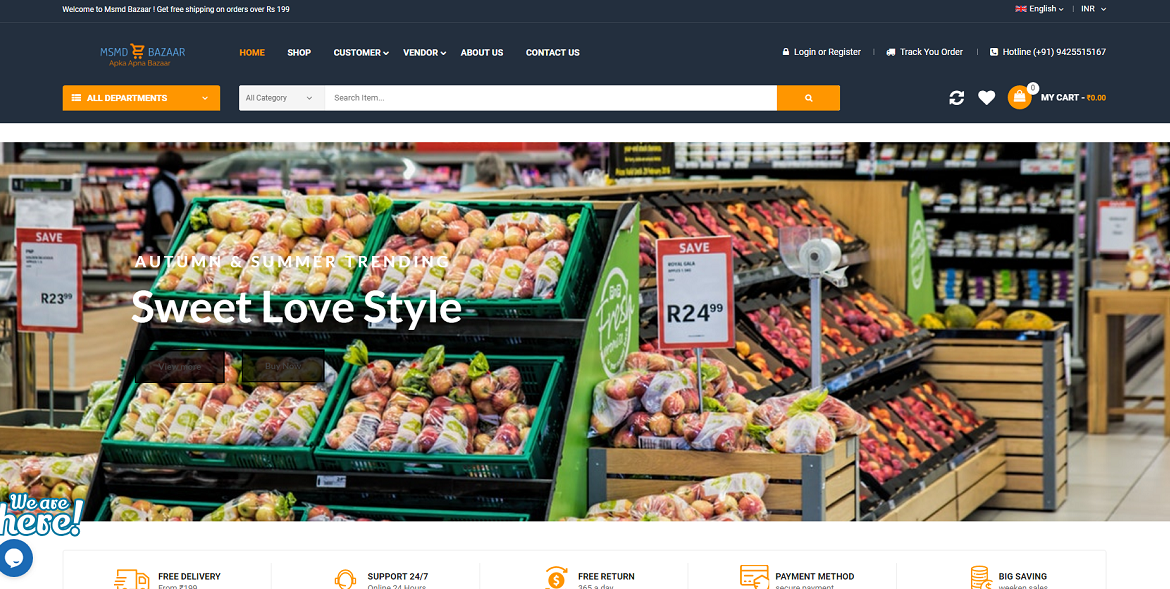 Welcome to Msmd Bazaar ! Get free shipping on orders over Rs 199
English
INR
MSMD BAZAAR
Apka Apna Bazaar
HOME
SHOP
CUSTOMER
VENDOR
ABOUT US
CONTACT US
Login or Register
Track You Order
Hotline (+91) 9425515167
ALL DEPARTMENTS
All Category
Search Item...
0
MY CART - ₹0.00
AUTUMN & SUMMER TRENDING
Sweet Love Style
View more
Buy Now
SAVE
R23⁹⁹
SAVE
ROYAL GALA
R24⁹⁹
Fresh
We are
here!
FREE DELIVERY
From ₹199
SUPPORT 24/7
Online 24 Hours
FREE RETURN
365 a day
PAYMENT METHOD
secure payment
BIG SAVING
weeken sales